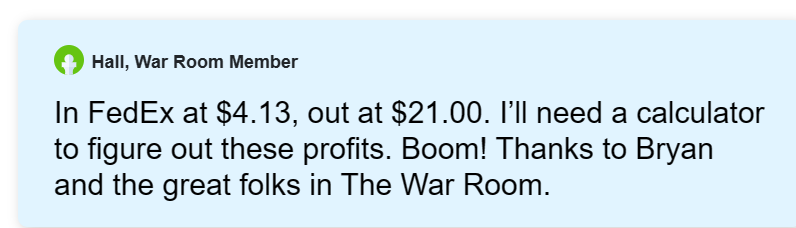 Hall, War Room Member
In FedEx at $4.13, out at $21.00. I’ll need a calculator
to figure out these profits. Boom! Thanks to Bryan
and the great folks in The War Room.